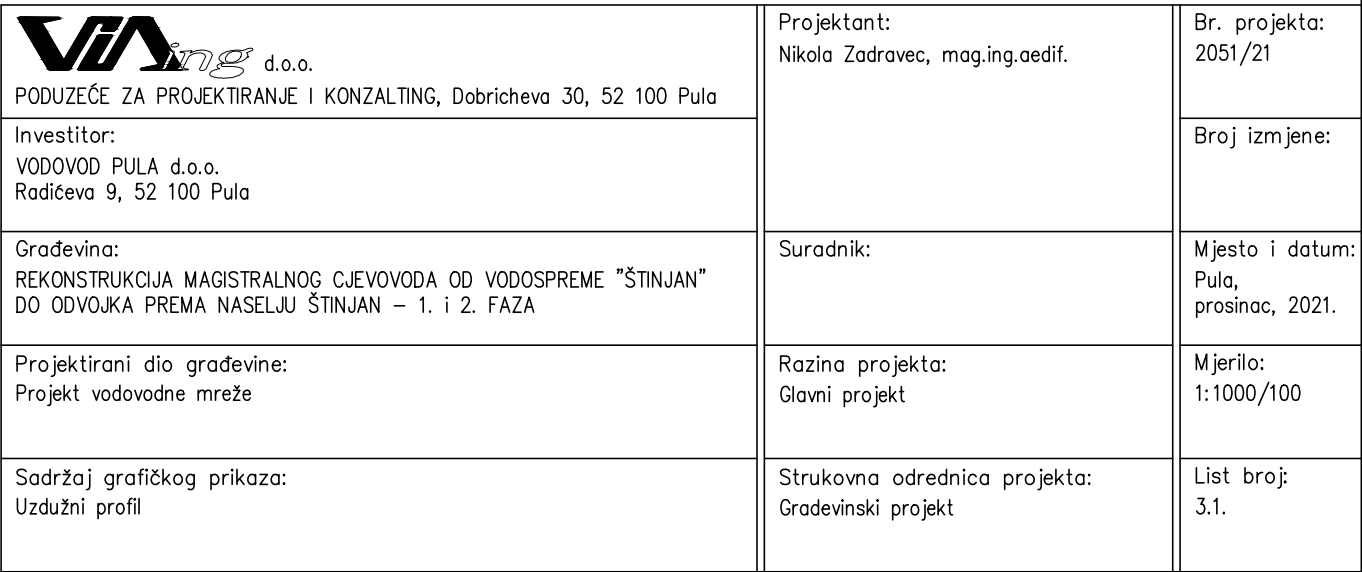 VIAing d.o.o.
PODUZEĆE ZA PROJEKTIRANJE I KONZALTING, Dobricheva 30, 52 100 Pula
Investitor:
VODOVOD PULA d.o.o.
Radićeva 9, 52 100 Pula
Građevina:
REKONSTRUKCIJA MAGISTRALNOG CJEVOVODA OD VODOSPREME "ŠTINJAN"
DO ODVOJKA PREMA NASELJU ŠTINJAN – 1. i 2. FAZA
Projektirani dio građevine:
Projekt vodovodne mreže
Sadržaj grafičkog prikaza:
Uzdužni profil
Projektant:
Nikola Zadravec, mag.ing.aedif.
Suradnik:
Razina projekta:
Glavni projekt
Strukovna odrednica projekta:
Gradevinski projekt
Br. projekta:
2051/21
Broj izmjene:
Mjesto i datum:
Pula,
prosinac, 2021.
Mjerilo:
1:1000/100
List broj:
3.1.